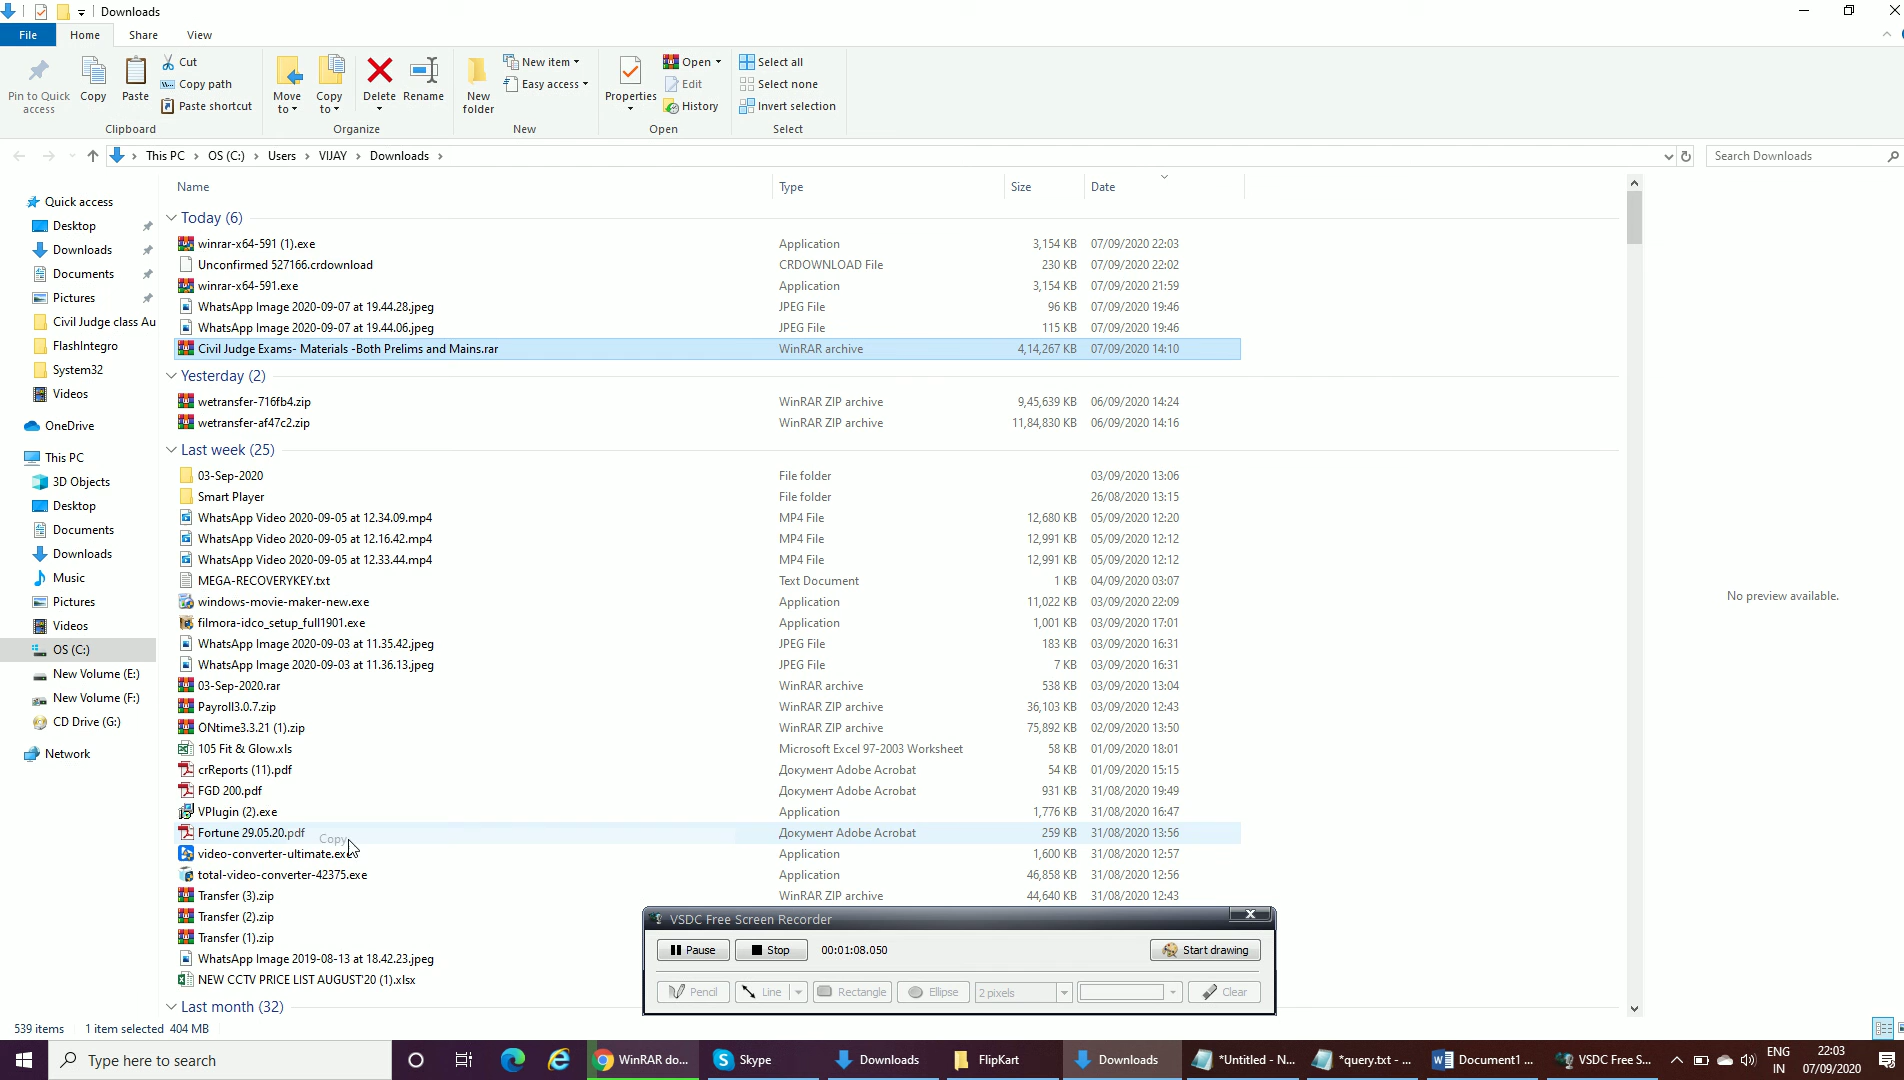 Downloads
File Home Share View
Pin to Quick access
Copy
Paste
Cut
Copy path
Paste shortcut
Clipboard
Move to
Copy to
Delete
Rename
Organize
New folder
New item
Easy access
New
Properties
Open
Edit
History
Open
Select all
Select none
Invert selection
Select
This PC > OS (C:) > Users > VIJAY > Downloads >
Search Downloads
Quick access
Desktop
Downloads
Documents
Pictures
Civil Judge class Au
FlashIntegro
System32
Videos
OneDrive
This PC
3D Objects
Desktop
Documents
Downloads
Music
Pictures
Videos
OS (C:)
New Volume (E:)
New Volume (F:)
CD Drive (G:)
Network
Name Type Size Date
Today (6)
winrar-x64-591 (1).exe Application 3,154 KB 07/09/2020 22:03
Unconfirmed 527166.crdownload CRDOWNLOAD File 230 KB 07/09/2020 22:02
winrar-x64-591.exe Application 3,154 KB 07/09/2020 21:59
WhatsApp Image 2020-09-07 at 19.44.28.jpeg JPEG File 96 KB 07/09/2020 19:46
WhatsApp Image 2020-09-07 at 19.44.06.jpeg JPEG File 115 KB 07/09/2020 19:46
Civil Judge Exams- Materials -Both Prelims and Mains.rar WinRAR archive 4,14,267 KB 07/09/2020 14:10
Yesterday (2)
wetransfer-716fb4.zip WinRAR ZIP archive 9,45,639 KB 06/09/2020 14:24
wetransfer-af47c2.zip WinRAR ZIP archive 11,84,830 KB 06/09/2020 14:16
Last week (25)
03-Sep-2020 File folder 03/09/2020 13:06
Smart Player File folder 26/08/2020 13:15
WhatsApp Video 2020-09-05 at 12.34.09.mp4 MP4 File 12,680 KB 05/09/2020 12:20
WhatsApp Video 2020-09-05 at 12.16.42.mp4 MP4 File 12,991 KB 05/09/2020 12:12
WhatsApp Video 2020-09-05 at 12.33.44.mp4 MP4 File 12,991 KB 05/09/2020 12:12
MEGA-RECOVERYKEY.txt Text Document 1 KB 04/09/2020 03:07
windows-movie-maker-new.exe Application 11,022 KB 03/09/2020 22:09
filmora-idco_setup_full1901.exe Application 1,001 KB 03/09/2020 17:01
WhatsApp Image 2020-09-03 at 11.35.42.jpeg JPEG File 183 KB 03/09/2020 16:31
WhatsApp Image 2020-09-03 at 11.36.13.jpeg JPEG File 7 KB 03/09/2020 16:31
03-Sep-2020.rar WinRAR archive 538 KB 03/09/2020 13:04
Payroll3.0.7.zip WinRAR ZIP archive 36,103 KB 03/09/2020 12:43
ONtime3.3.21 (1).zip WinRAR ZIP archive 75,892 KB 02/09/2020 13:50
105 Fit & Glow.xls Microsoft Excel 97-2003 Worksheet 58 KB 01/09/2020 18:01
crReports (11).pdf Документ Adobe Acrobat 54 KB 01/09/2020 15:15
FGD 200.pdf Документ Adobe Acrobat 931 KB 31/08/2020 19:49
VPlugin (2).exe Application 1,776 KB 31/08/2020 16:47
Fortune 29.05.20.pdf Документ Adobe Acrobat 259 KB 31/08/2020 13:56
Copy
video-converter-ultimate.exe Application 1,600 KB 31/08/2020 12:57
total-video-converter-42375.exe Application 46,858 KB 31/08/2020 12:56
Transfer (3).zip WinRAR ZIP archive 44,640 KB 31/08/2020 12:43
Transfer (2).zip
Transfer (1).zip
WhatsApp Image 2019-08-13 at 18.42.23.jpeg
NEW CCTV PRICE LIST AUGUST'20 (1).xlsx
Last month (32)
No preview available.
VSDC Free Screen Recorder
Pause Stop 00:01:08.050 Start drawing
Pencil Line Rectangle Ellipse 2 pixels Clear
539 items 1 item selected 404 MB
Type here to search
WinRAR do...
Skype
Downloads
FlipKart
Downloads
*Untitled - N...
*query.txt - ...
Document1 ...
VSDC Free S...
ENG
IN
22:03
07/09/2020